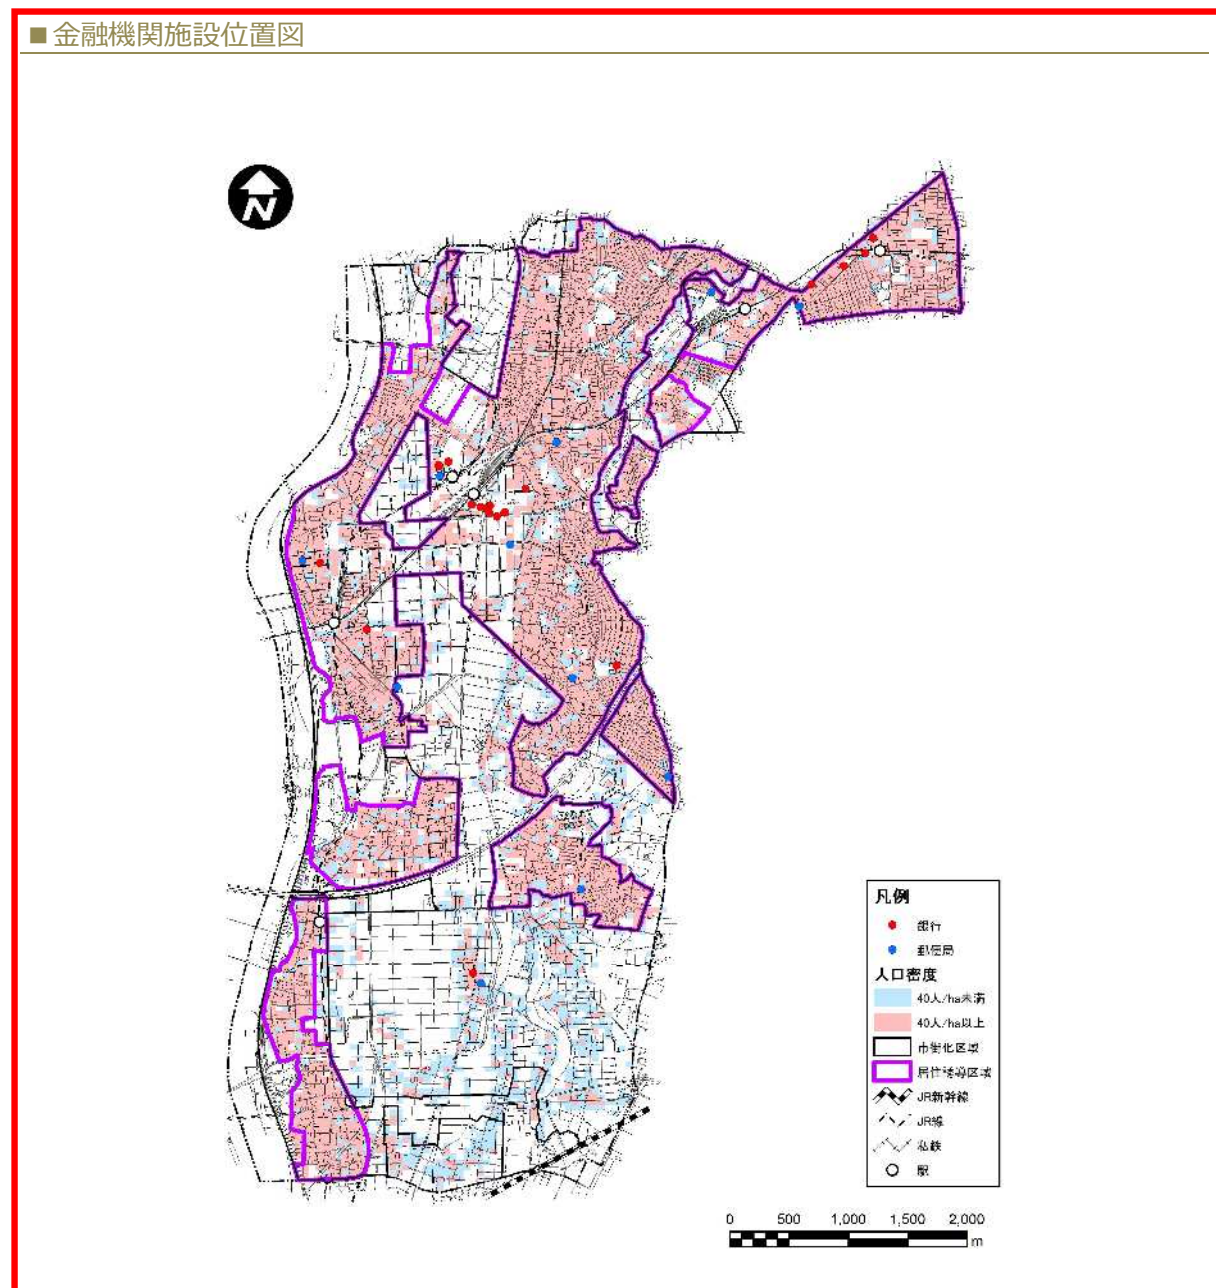 ■金融機関施設位置図
N
凡例
銀行
郵便局
人口密度
40人/ha未満
40人/ha以上
市街化区域
居住誘導区域
JR新幹線
JR線
私鉄
駅
0 500 1,000 1,500 2,000
m